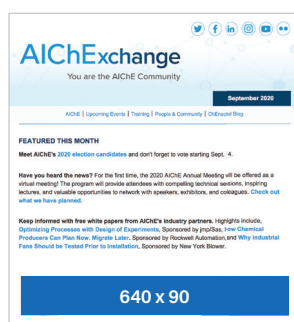 AIChExchange
You are the AIChE Community
September 2020
AIChE | Upcoming Events | Training | People & Community | ChEnected Blog
FEATURED THIS MONTH
Meet AIChE's 2020 election candidates and don't forget to vote starting Sept. 4.
Have you heard the news? For the first time, the 2020 AIChE Annual Meeting will be offered as a
virtual meeting! The program will provide attendees with compelling technical sessions, inspiring
lectures, and valuable opportunities to network with speakers, exhibitors, and colleagues. Check out
what we have planned.
Keep informed with free white papers from AIChE's industry partners. Highlights include,
Optimizing Processes with Design of Experiments, Sponsored by jmp/Sas, How Chemical
Producers Can Plan Now. Migrate Later. Sponsored by Rockwell Automation,and Why Industrial
Fans Should be Tested Prior to Installation, Sponsored by New York Blower.
640 x 90